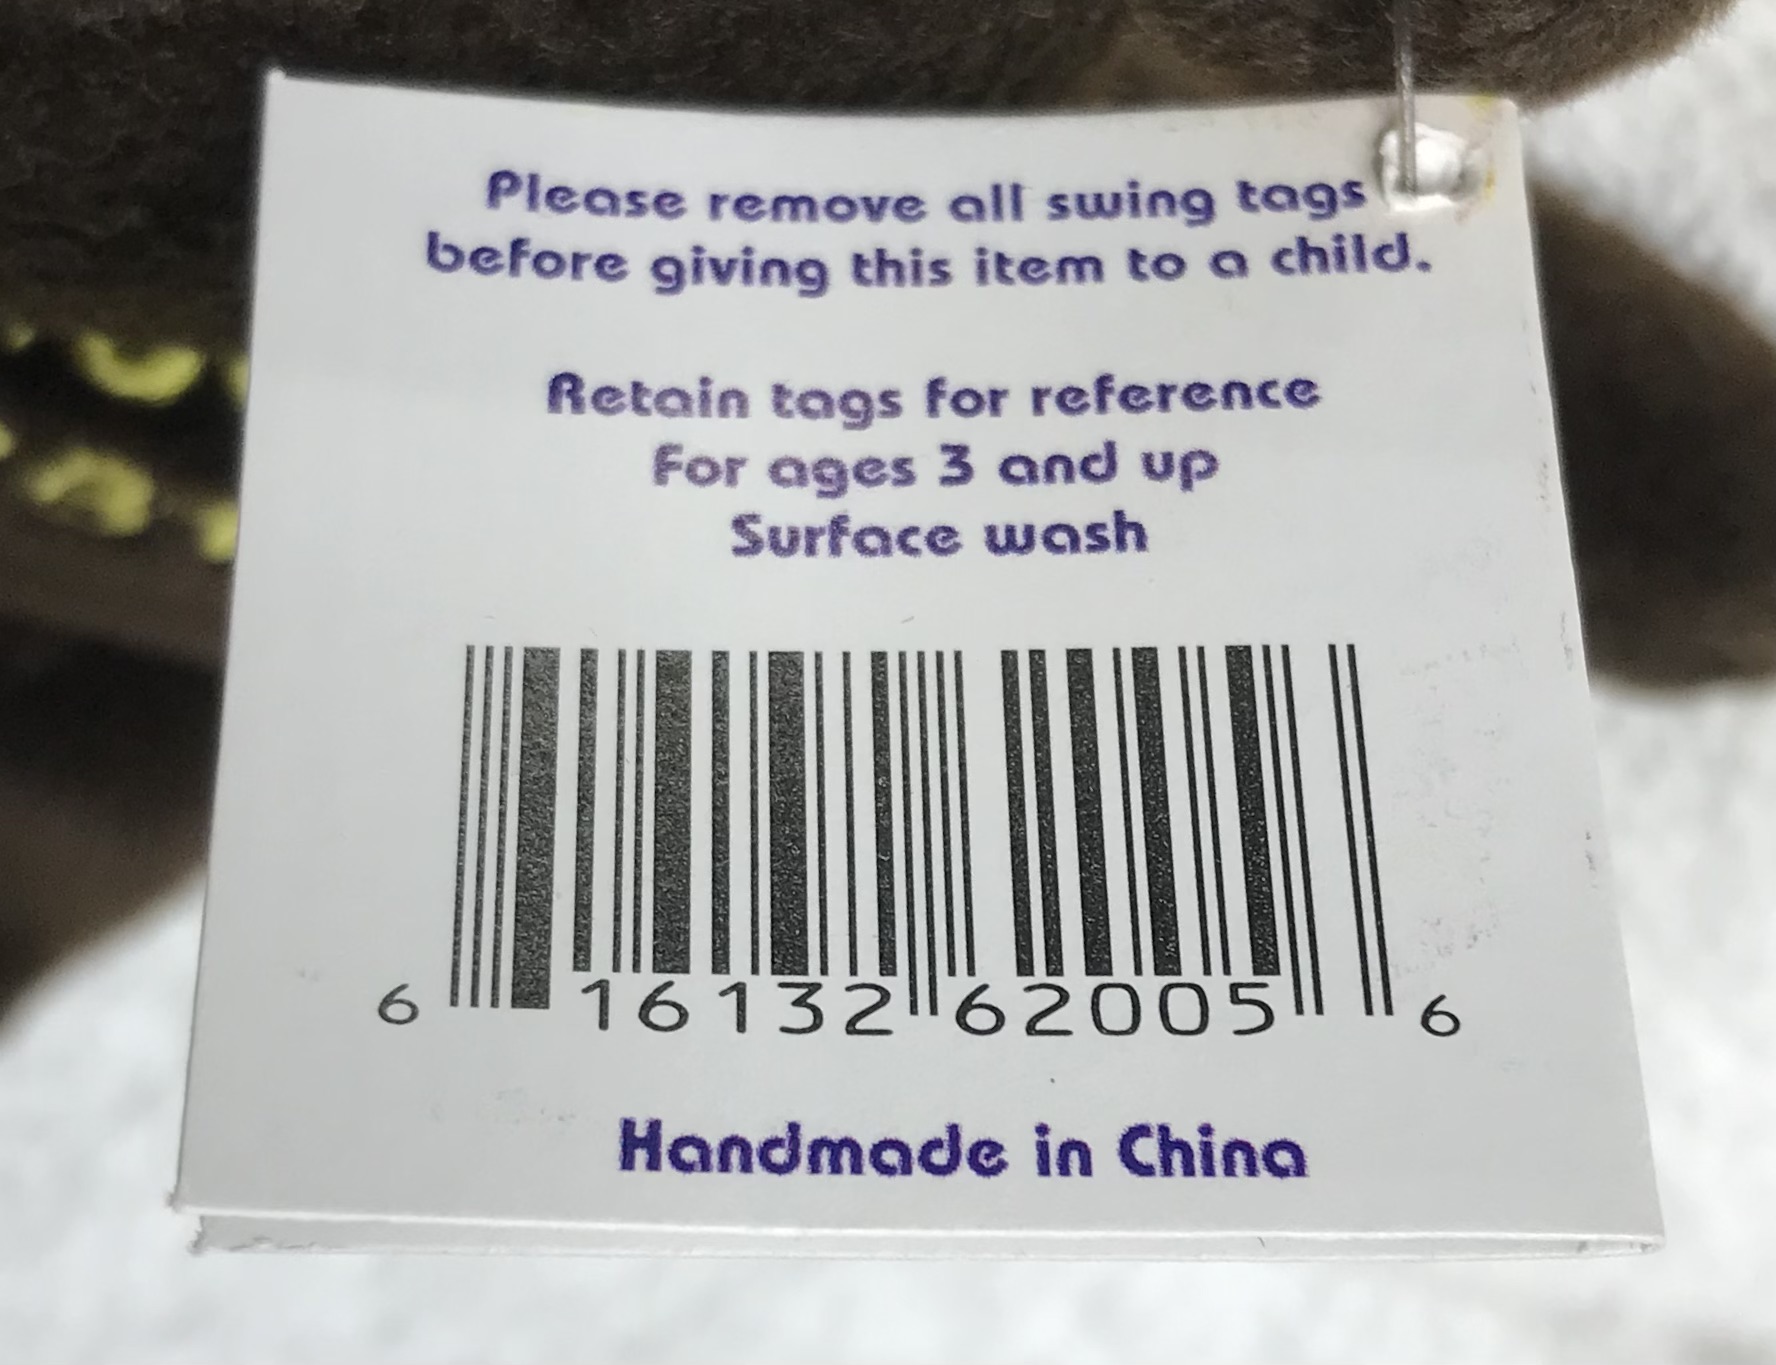 Please remove all swing tags
before giving this item to a child.
Retain tags for reference
For ages 3 and up
Surface wash
6 16132 62005 6
Handmade in China